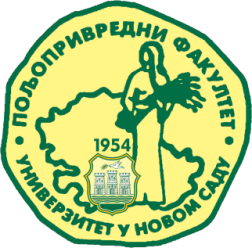 ПОЉОПРИВРЕДНИ ФАКУЛТЕТ
1954
УНИВЕРЗИТЕТ У НОВОМ САДУ